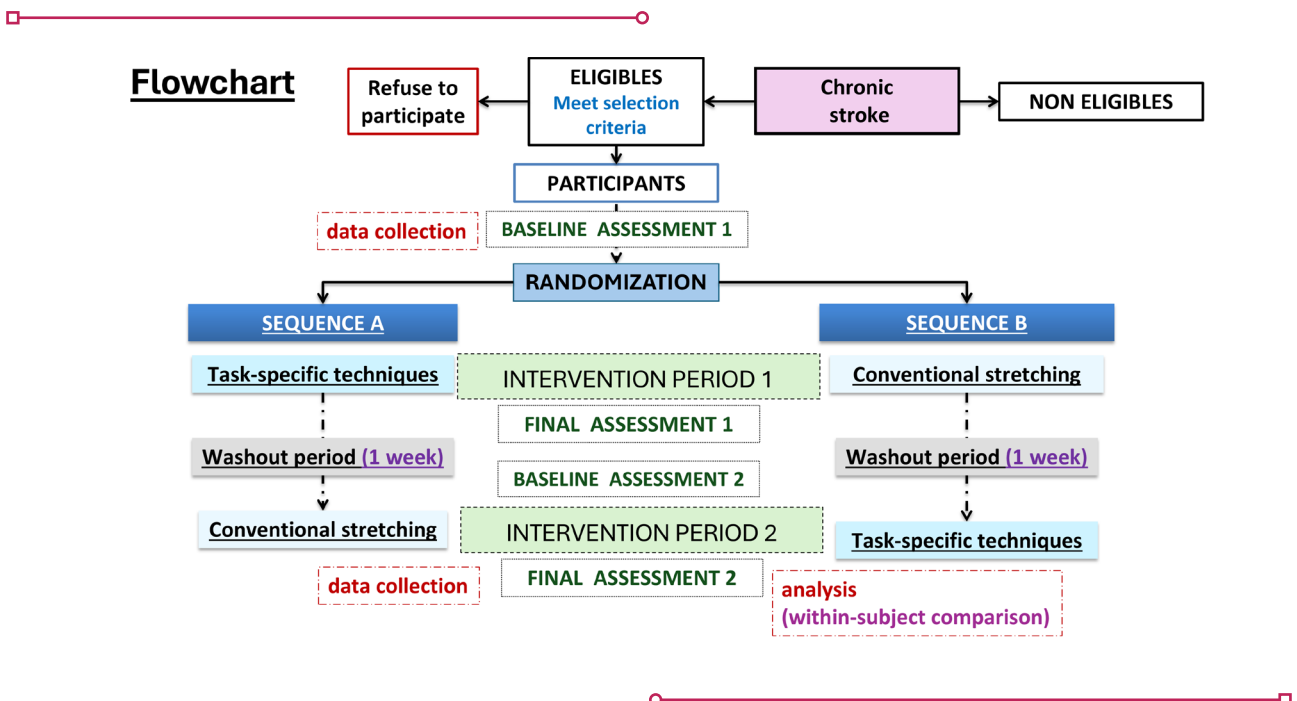 Flowchart
Refuse to
participate
ELIGIBLES
Meet selection
criteria
Chronic
stroke
NON ELIGIBLES
PARTICIPANTS
data collection
BASELINE ASSESSMENT 1
RANDOMIZATION
SEQUENCE A
SEQUENCE B
Task-specific techniques
INTERVENTION PERIOD 1
Conventional stretching
FINAL ASSESSMENT 1
Washout period (1 week)
Washout period (1 week)
BASELINE ASSESSMENT 2
Conventional stretching
INTERVENTION PERIOD 2
Task-specific techniques
data collection
FINAL ASSESSMENT 2
analysis
(within-subject comparison)